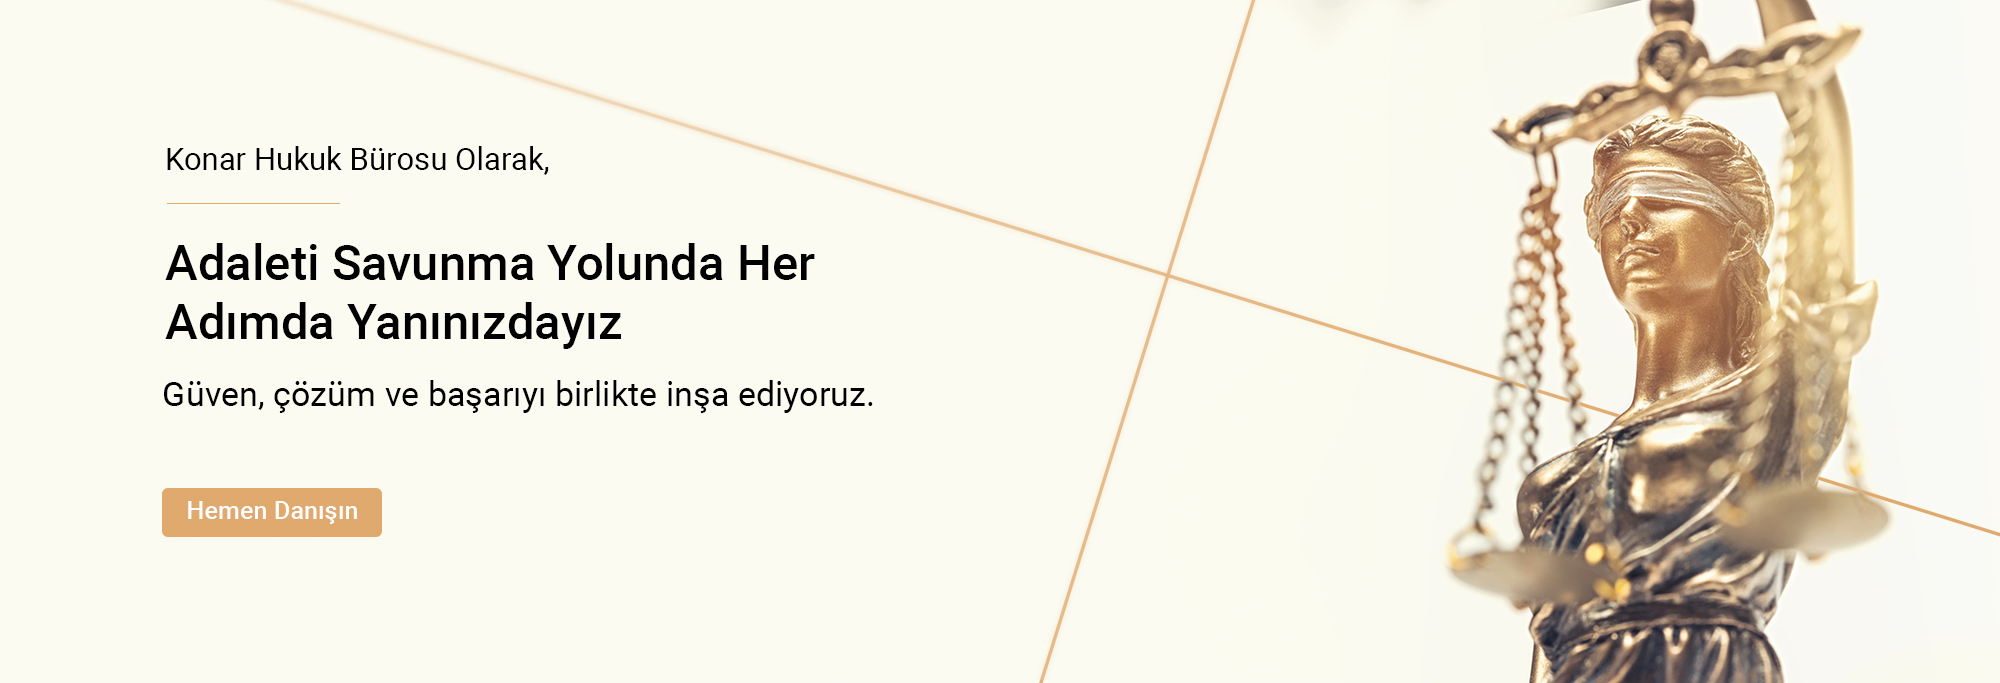 Konar Hukuk Bürosu Olarak,
Adaleti Savunma Yolunda Her
Adımda Yanınızdayız
Güven, çözüm ve başarıyı birlikte inşa ediyoruz.
Hemen Danışın